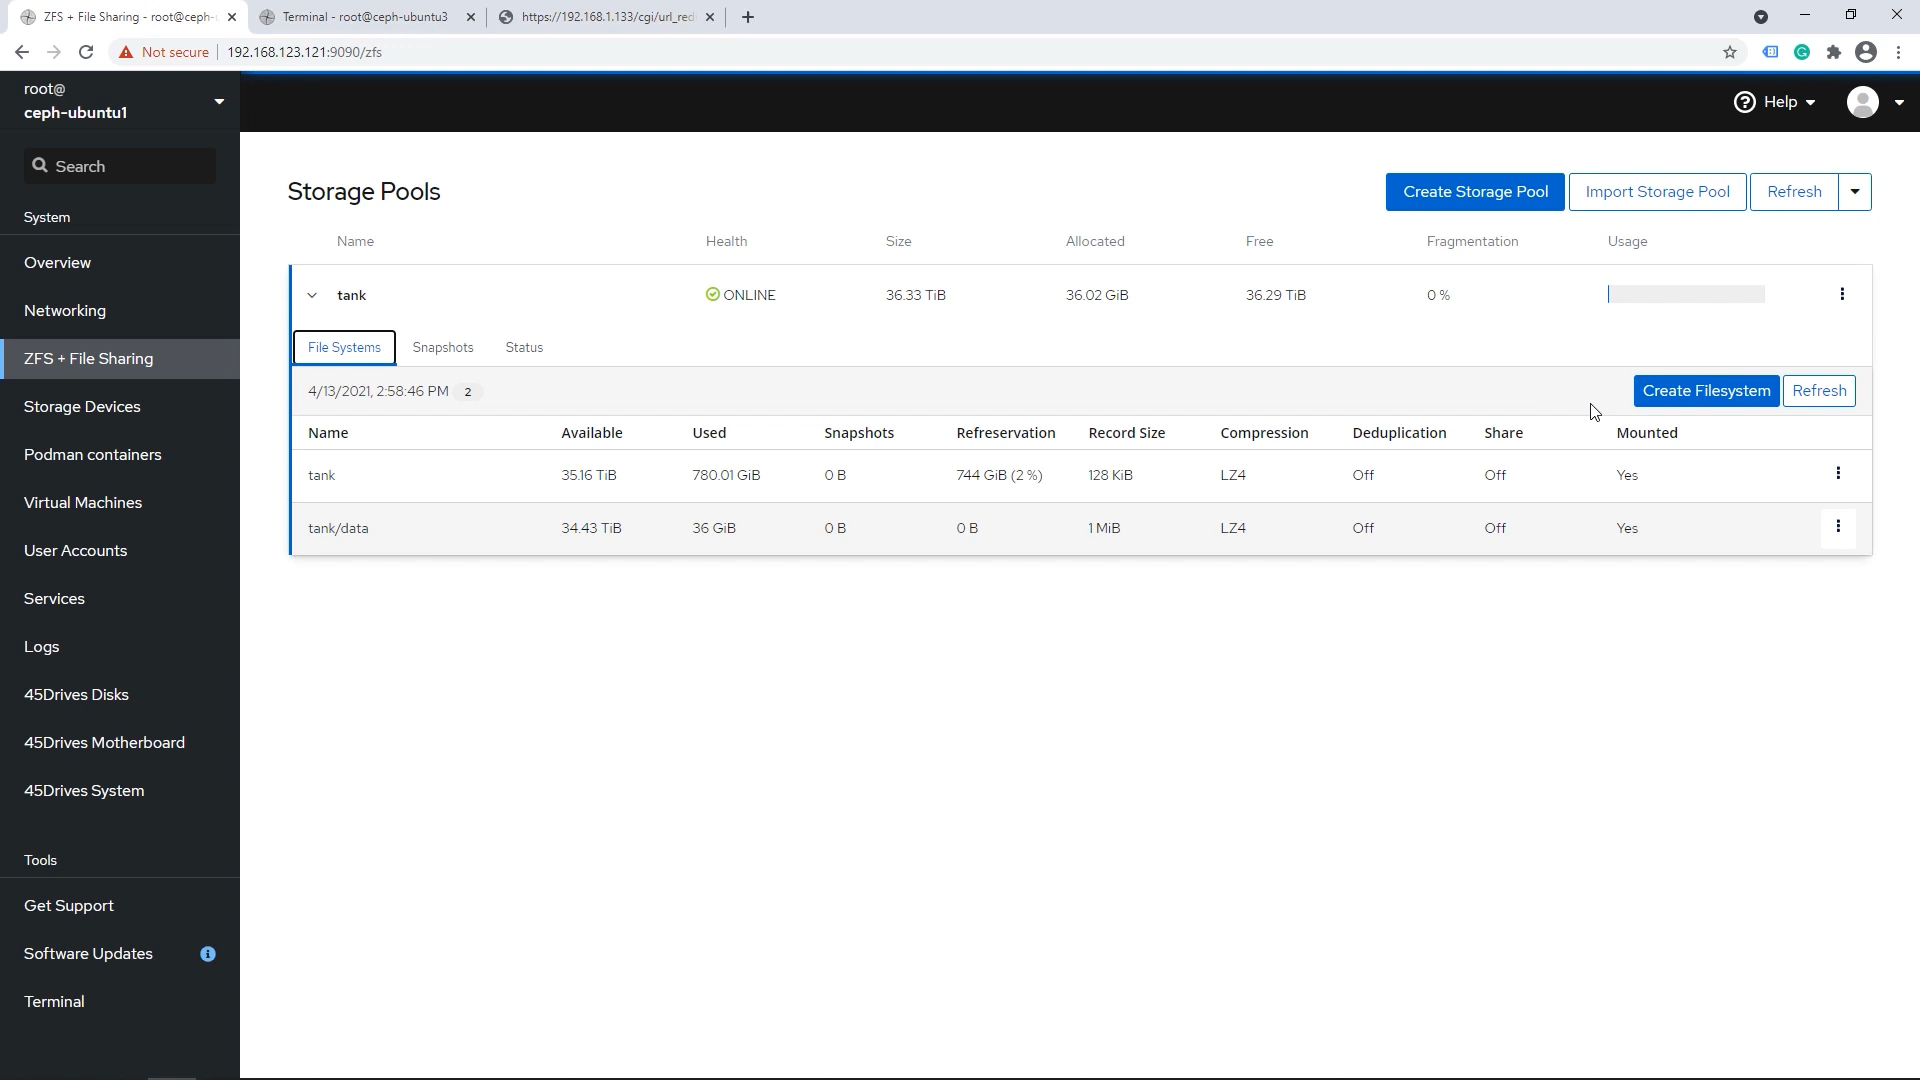 ZFS + File Sharing - root@ceph-
Terminal - root@ceph-ubuntu3
https://192.168.1.133/cgi/url_red
Not secure
192.168.123.121:9090/zfs
root@
ceph-ubuntu1
Help
Search
Storage Pools
Create Storage Pool
Import Storage Pool
Refresh
System
Name Health Size Allocated Free Fragmentation Usage
Overview
tank ONLINE 36.33 TiB 36.02 GiB 36.29 TiB 0 %
Networking
File Systems Snapshots Status
ZFS + File Sharing
4/13/2021, 2:58:46 PM 2
Create Filesystem
Refresh
Storage Devices
Name Available Used Snapshots Refreservation Record Size Compression Deduplication Share Mounted
Podman containers
tank 35.16 TiB 780.01 GiB 0 B 744 GiB (2 %) 128 KiB LZ4 Off Off Yes
Virtual Machines
tank/data 34.43 TiB 36 GiB 0 B 0 B 1 MiB LZ4 Off Off Yes
User Accounts
Services
Logs
45Drives Disks
45Drives Motherboard
45Drives System
Tools
Get Support
Software Updates
Terminal